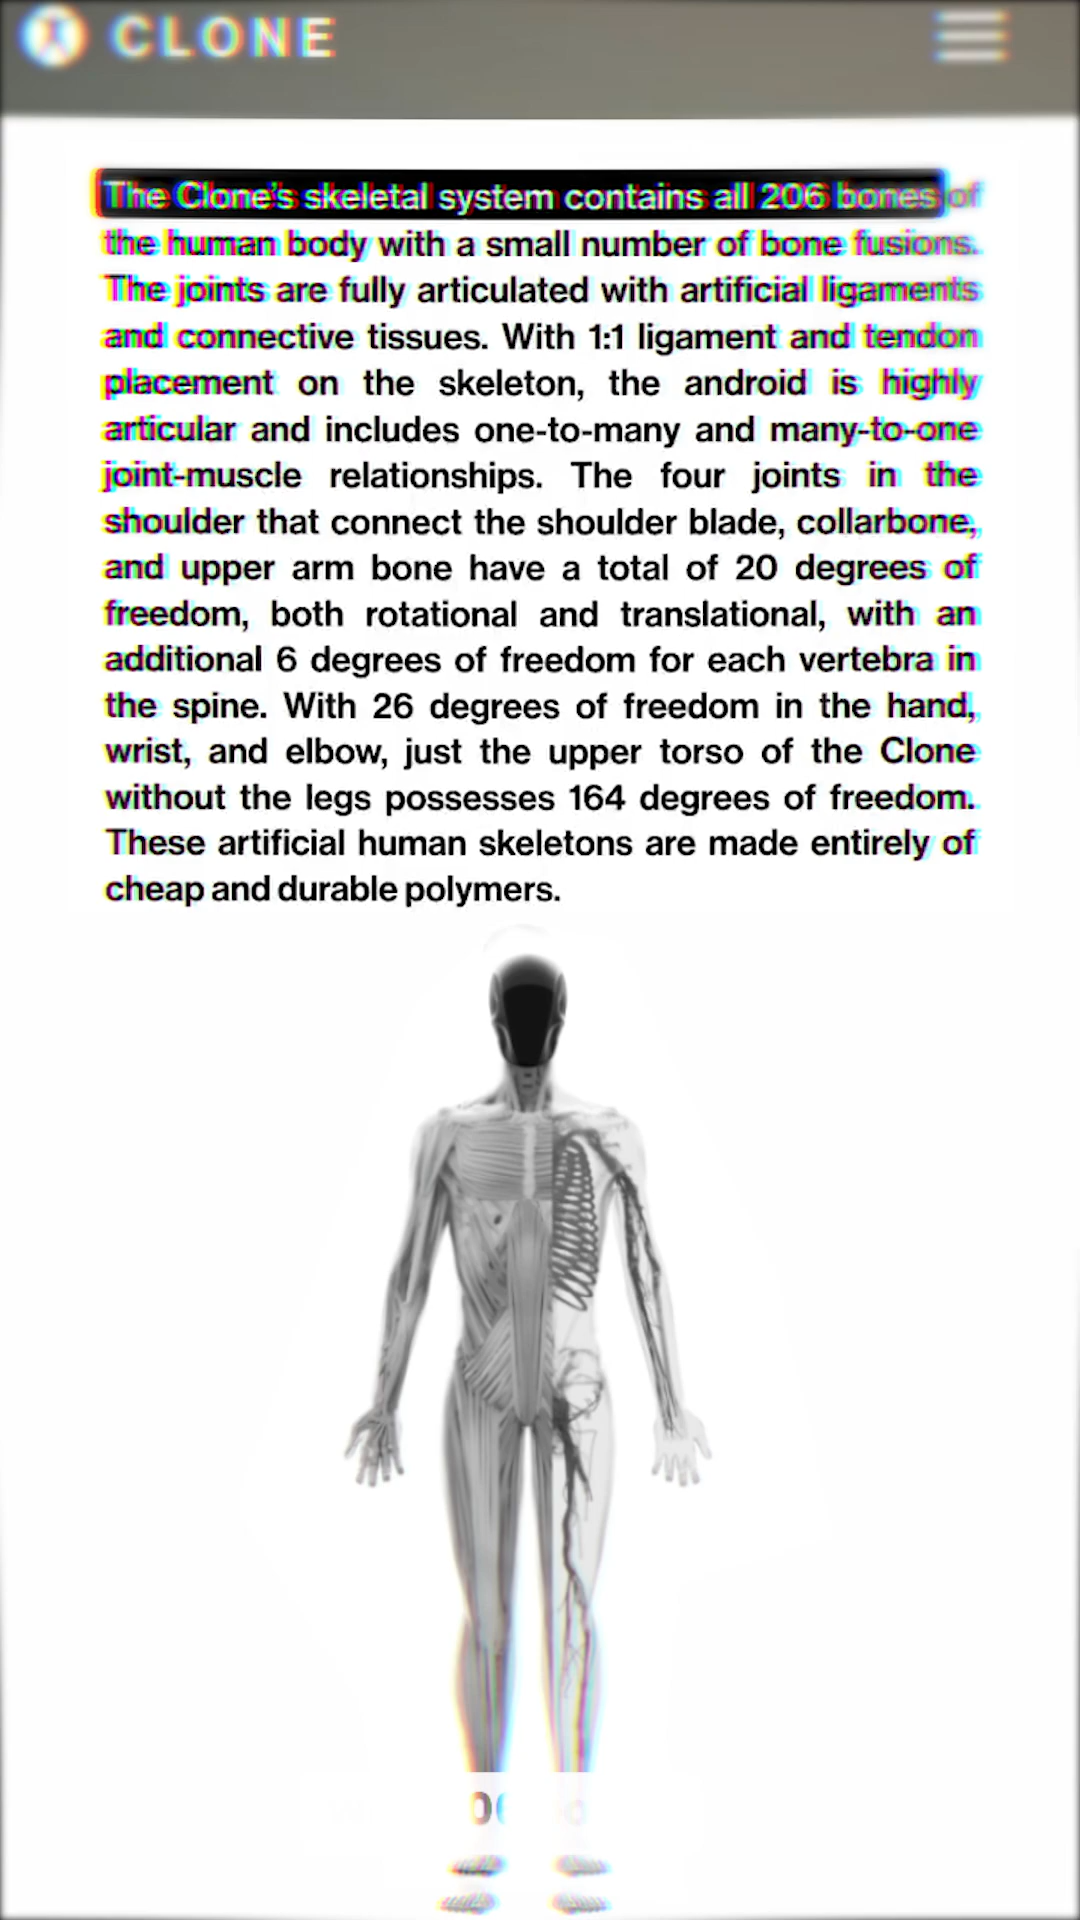 CLONE
The Clone's skeletal system contains all 206 bones of
the human body with a small number of bone fusions.
The joints are fully articulated with artificial ligaments
and connective tissues. With 1:1 ligament and tendon
placement on the skeleton, the android is highly
articular and includes one-to-many and many-to-one
joint-muscle relationships. The four joints in the
shoulder that connect the shoulder blade, collarbone,
and upper arm bone have a total of 20 degrees of
freedom, both rotational and translational, with an
additional 6 degrees of freedom for each vertebra in
the spine. With 26 degrees of freedom in the hand,
wrist, and elbow, just the upper torso of the Clone
without the legs possesses 164 degrees of freedom.
These artificial human skeletons are made entirely of
cheap and durable polymers.